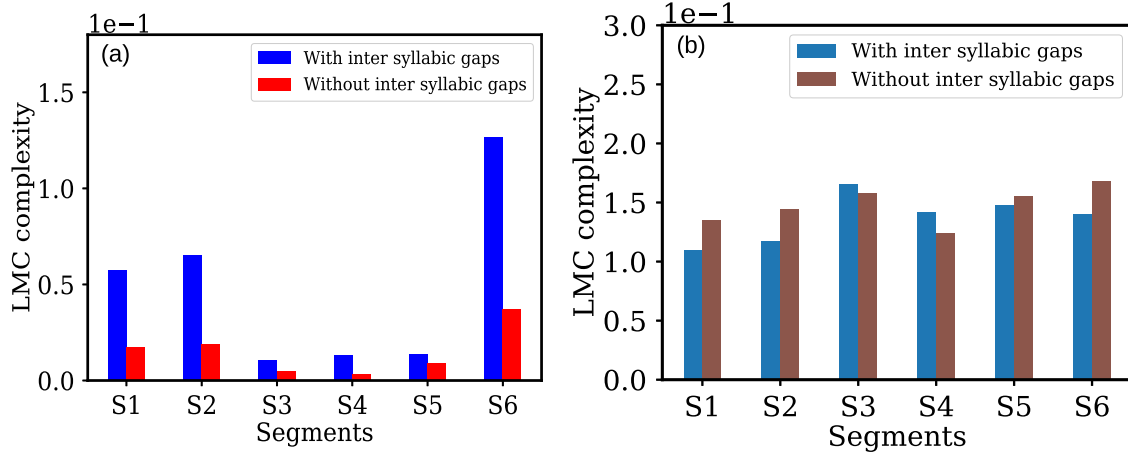 1e−1
(a)
With inter syllabic gaps
Without inter syllabic gaps
LMC complexity
1.5
1.0
0.5
0.0
S1 S2 S3 S4 S5 S6
Segments
1e−1
(b)
With inter syllabic gaps
Without inter syllabic gaps
LMC complexity
3.0
2.5
2.0
1.5
1.0
0.5
0.0
S1 S2 S3 S4 S5 S6
Segments